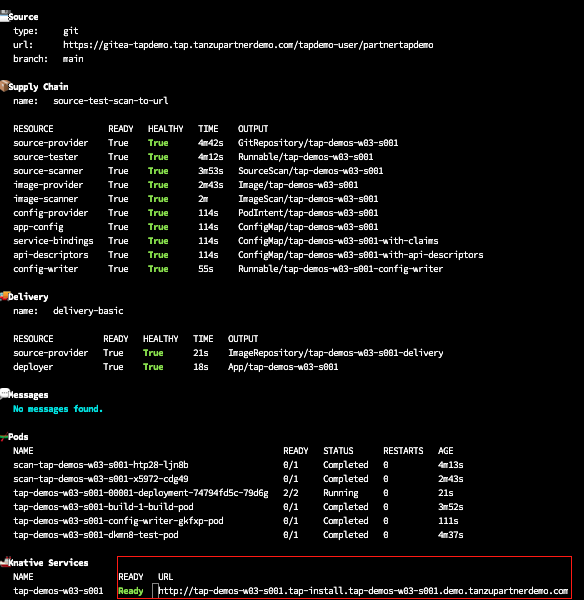 Source
type: git
url: https://gitea-tapdemo.tap.tanzupartnerdemo.com/tapdemo-user/partnertapdemo
branch: main
Supply Chain
name: source-test-scan-to-url
RESOURCE READY HEALTHY TIME OUTPUT
source-provider True True 4m42s GitRepository/tap-demos-w03-s001
source-tester True True 4m12s Runnable/tap-demos-w03-s001
source-scanner True True 3m53s SourceScan/tap-demos-w03-s001
image-provider True True 2m43s Image/tap-demos-w03-s001
image-scanner True True 2m ImageScan/tap-demos-w03-s001
config-provider True True 114s PodIntent/tap-demos-w03-s001
app-config True True 114s ConfigMap/tap-demos-w03-s001
service-bindings True True 114s ConfigMap/tap-demos-w03-s001-with-claims
api-descriptors True True 114s ConfigMap/tap-demos-w03-s001-with-api-descriptors
config-writer True True 55s Runnable/tap-demos-w03-s001-config-writer
Delivery
name: delivery-basic
RESOURCE READY HEALTHY TIME OUTPUT
source-provider True True 21s ImageRepository/tap-demos-w03-s001-delivery
deployer True True 18s App/tap-demos-w03-s001
Messages
No messages found.
Pods
NAME READY STATUS RESTARTS AGE
scan-tap-demos-w03-s001-htp28-ljn8b 0/1 Completed 0 4m13s
scan-tap-demos-w03-s001-x5972-cdg49 0/1 Completed 0 2m43s
tap-demos-w03-s001-00001-deployment-74794fd5c-79d6g 2/2 Running 0 21s
tap-demos-w03-s001-build-1-build-pod 0/1 Completed 0 3m52s
tap-demos-w03-s001-config-writer-gkfxp-pod 0/1 Completed 0 111s
tap-demos-w03-s001-dkmn8-test-pod 0/1 Completed 0 4m37s
Knative Services
NAME READY URL
tap-demos-w03-s001 Ready http://tap-demos-w03-s001.tap-install.tap-demos-w03-s001.demo.tanzupartnerdemo.com